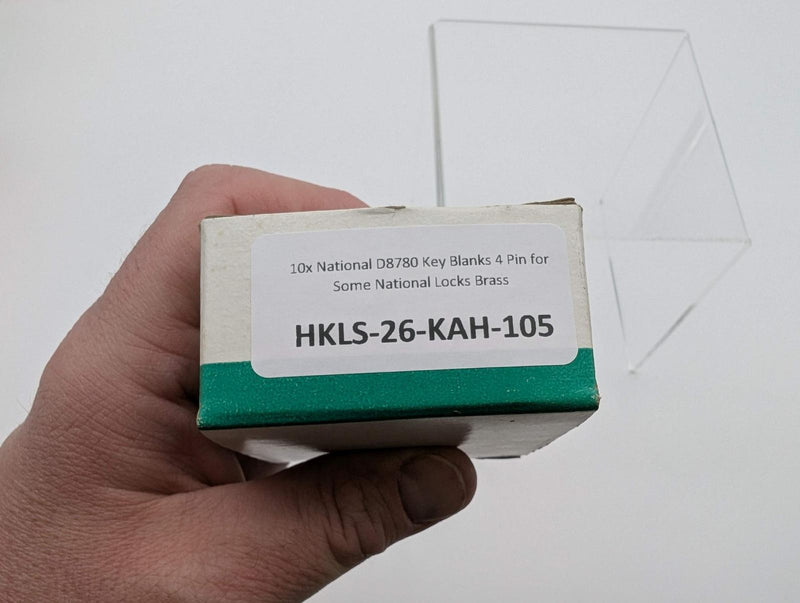 10x National D8780 Key Blanks 4 Pin for
Some National Locks Brass
HKLS-26-KAH-105